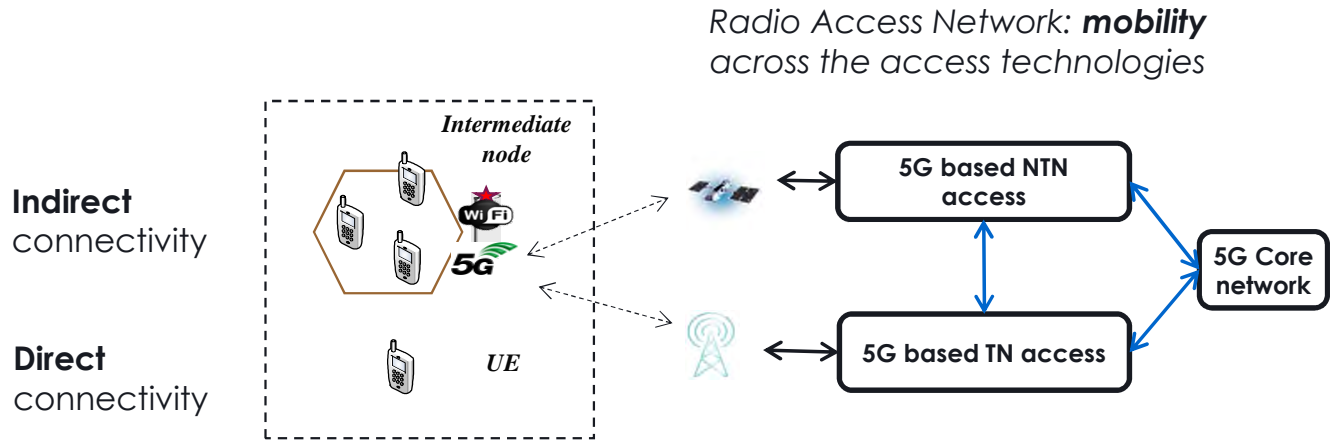 Radio Access Network: mobility
across the access technologies
Intermediate
node
Indirect
connectivity
Wi Fi
5G
5G based NTN
access
5G Core
network
5G based TN access
Direct
connectivity
UE